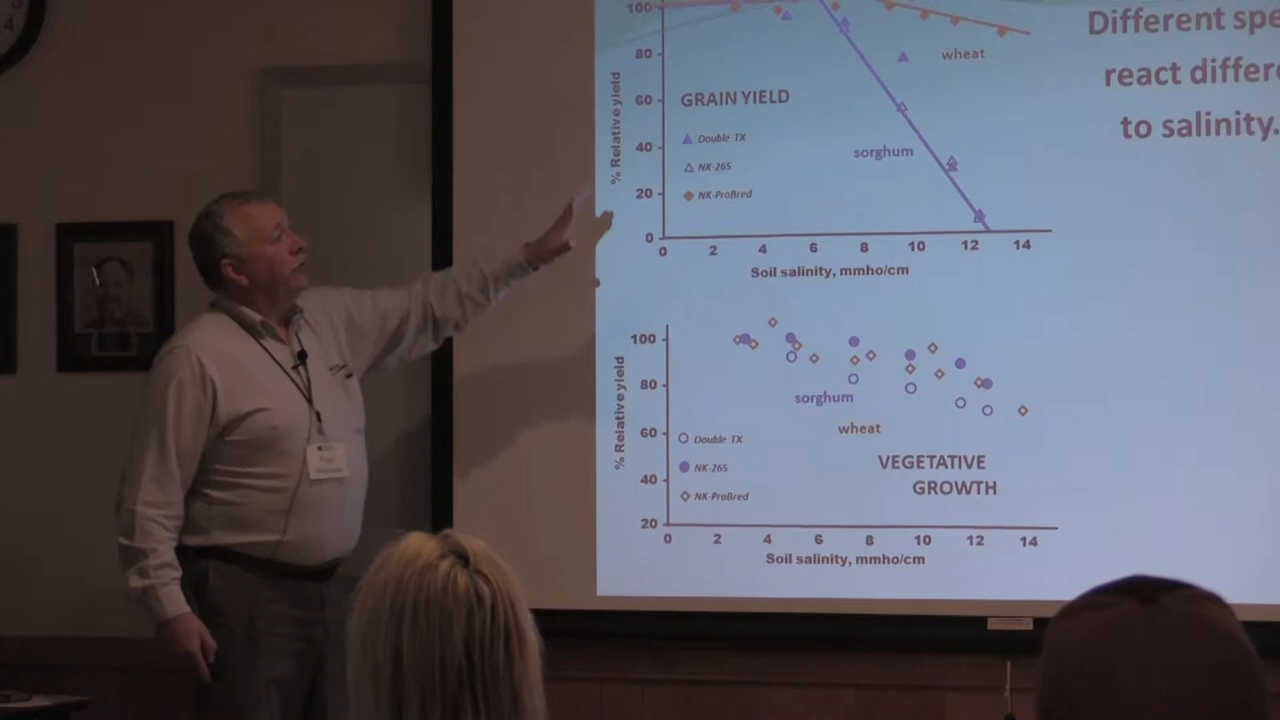 100
80
60
40
20
0
% Relative yield
GRAIN YIELD
Double TX
NK-265
NK-ProBred
wheat
sorghum
0 2 4 6 8 10 12 14
Soil salinity, mmho/cm
Different spe
react differ
to salinity.
100
80
60
40
20
% Relative yield
sorghum
wheat
Double TX
NK-265
NK-ProBred
VEGETATIVE
GROWTH
0 2 4 6 8 10 12 14
Soil salinity, mmho/cm